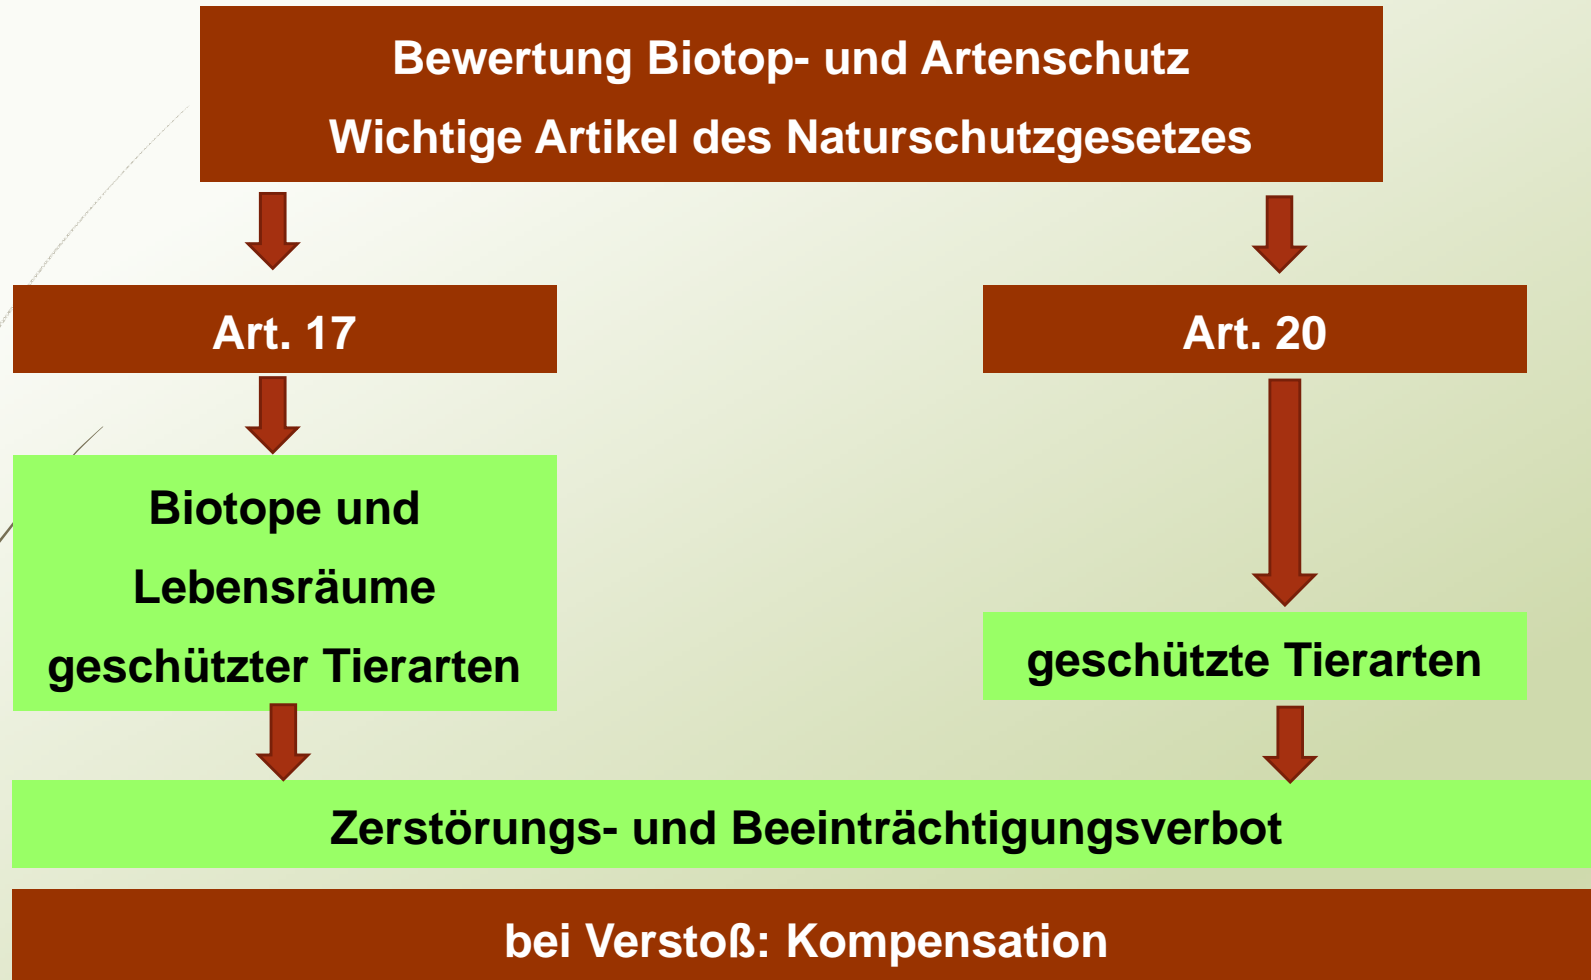 Bewertung Biotop- und Artenschutz
Wichtige Artikel des Naturschutzgesetzes
Art. 17
Art. 20
Biotope und
Lebensräume
geschützter Tierarten
geschützte Tierarten
Zerstörungs- und Beeinträchtigungsverbot
bei Verstoß: Kompensation